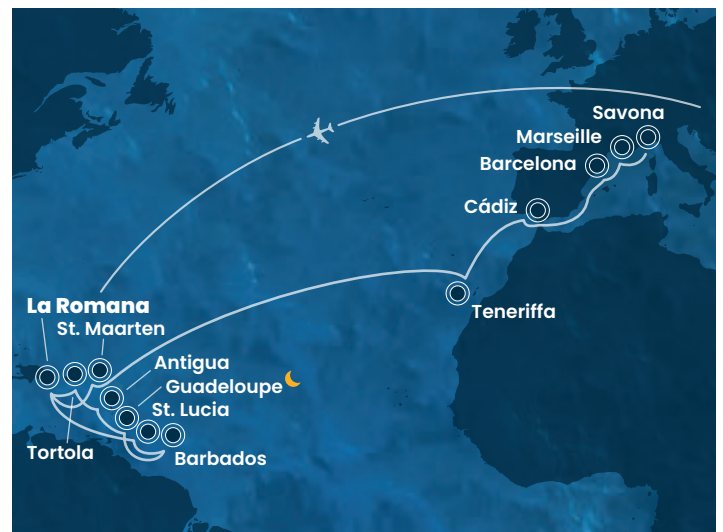 Savona
Marseille
Barcelona
Cádiz
Teneriffa
La Romana
St. Maarten
Antigua
Guadeloupe
St. Lucia
Tortola
Barbados